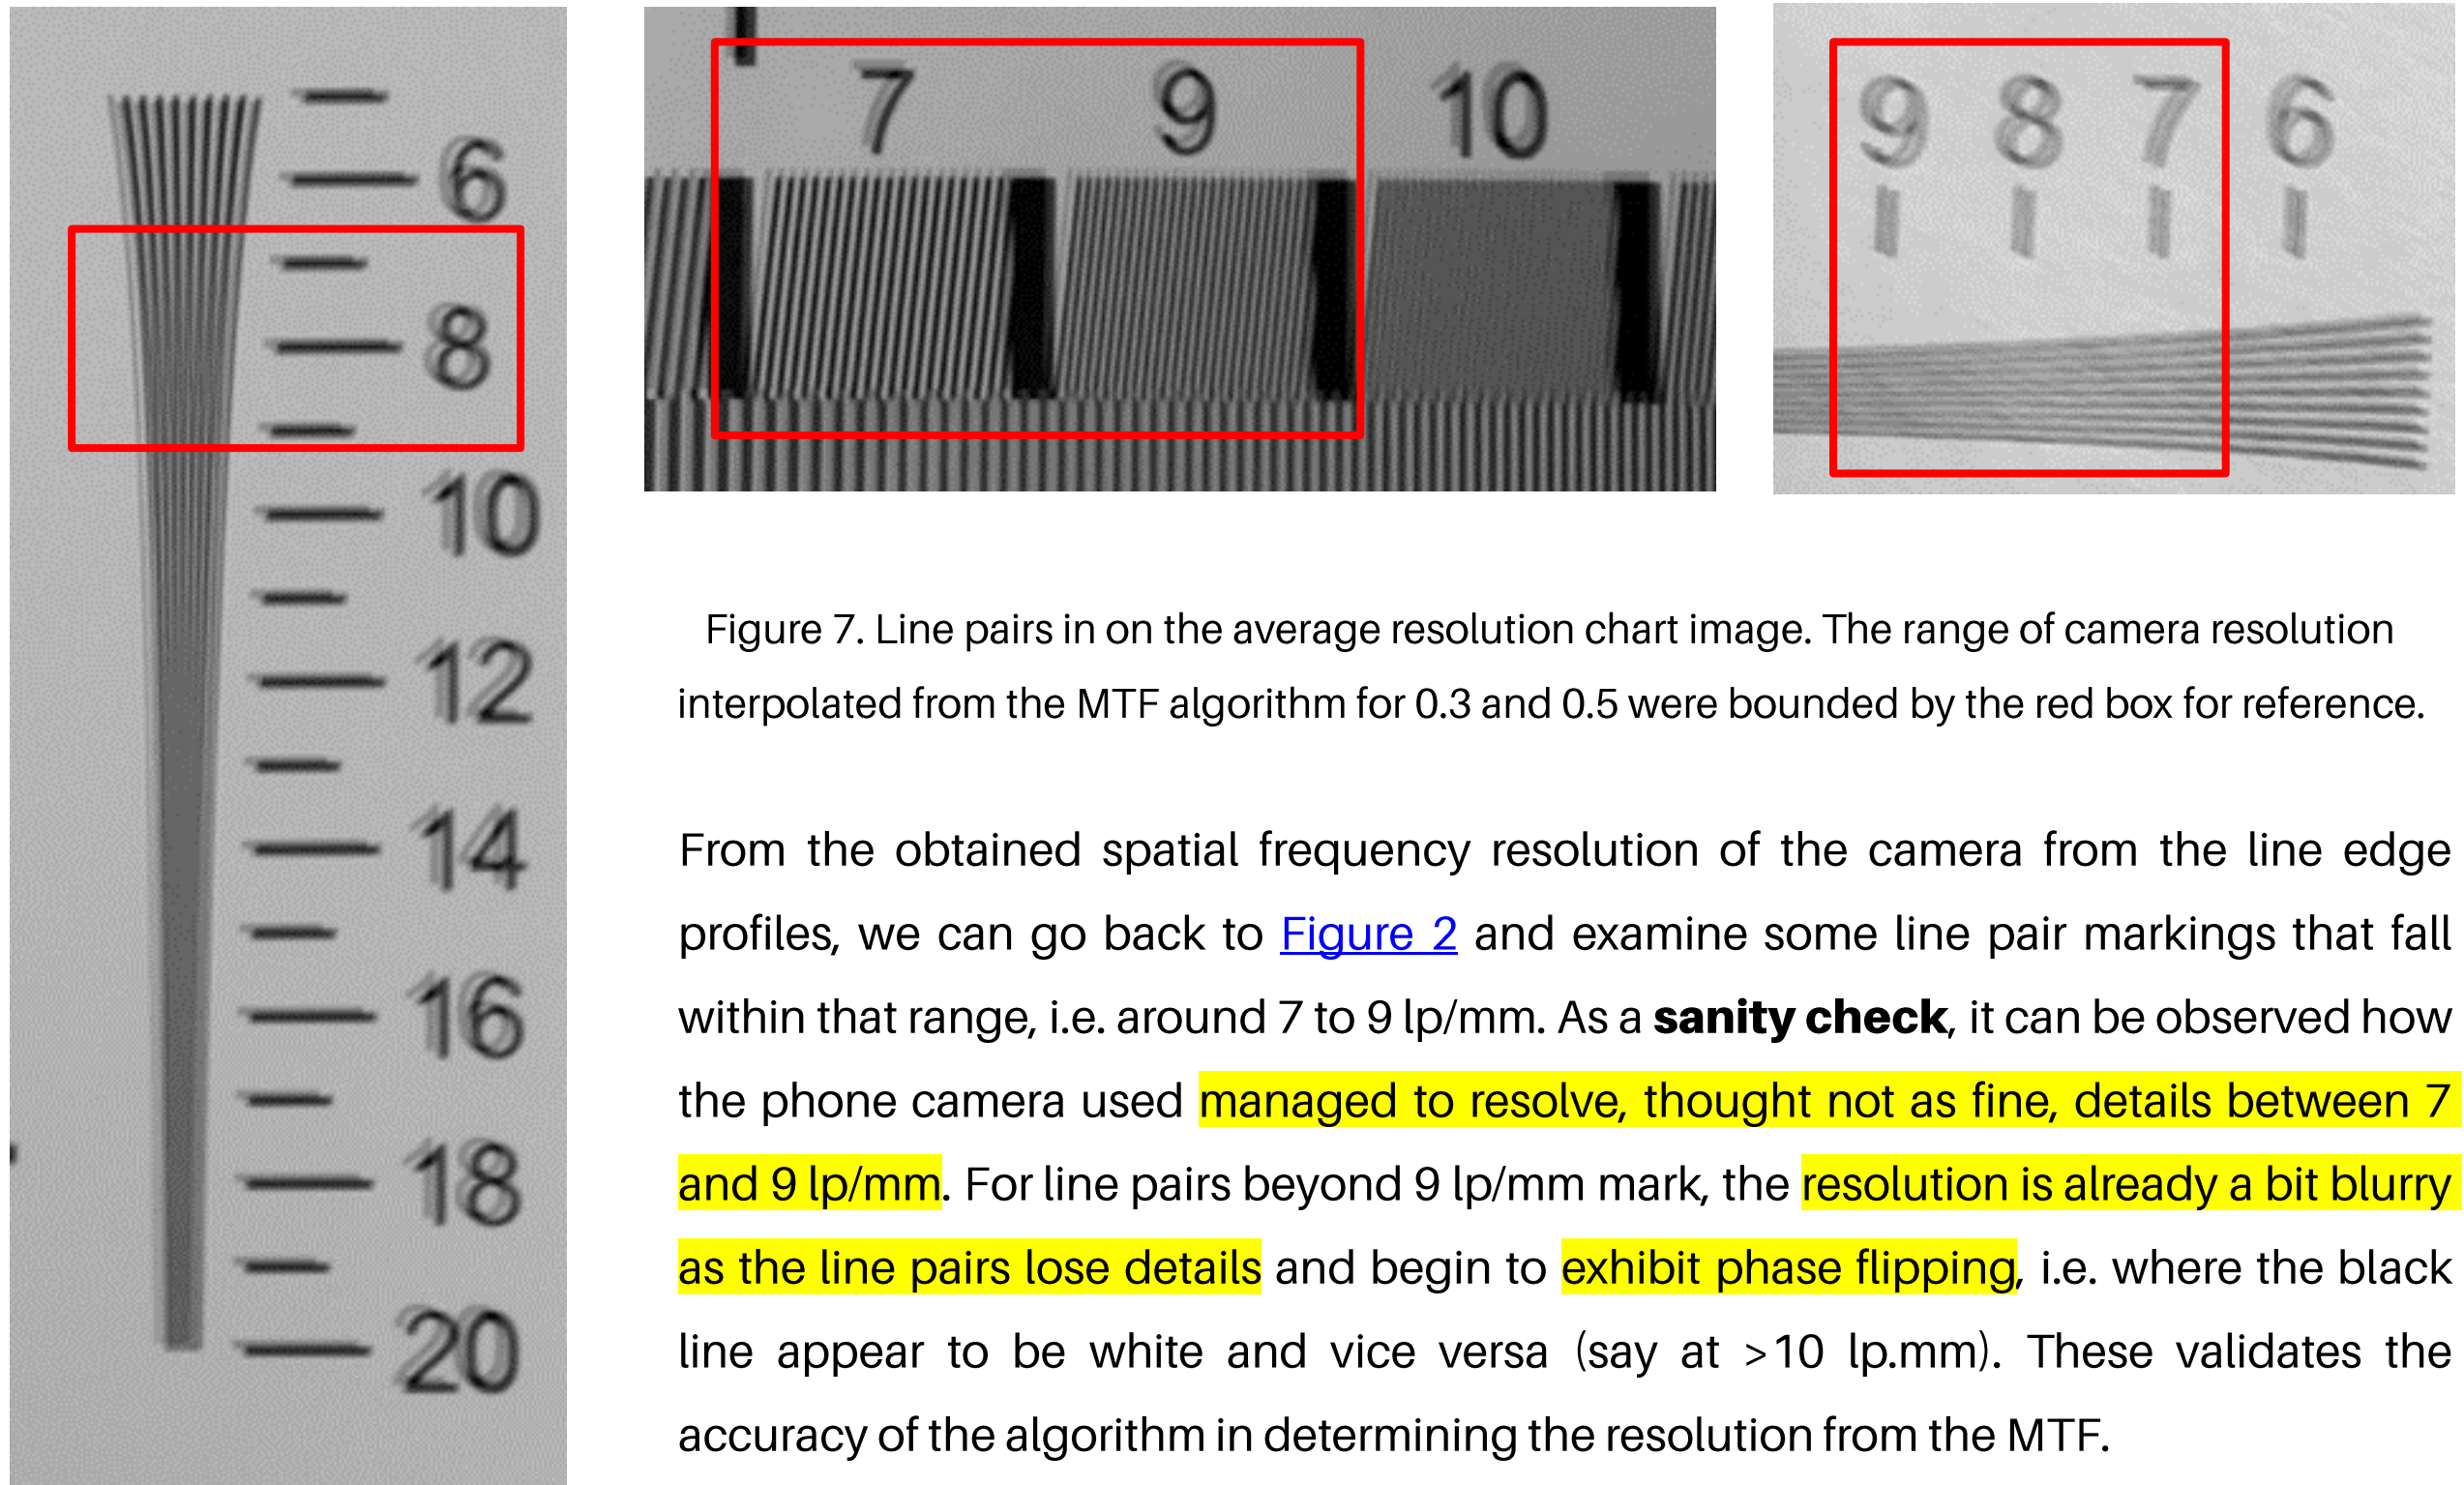 6
8
10
12
14
16
18
20
7 9 10
9 8 7 6
Figure 7. Line pairs in on the average resolution chart image. The range of camera resolution
interpolated from the MTF algorithm for 0.3 and 0.5 were bounded by the red box for reference.
From the obtained spatial frequency resolution of the camera from the line edge
profiles, we can go back to Figure 2 and examine some line pair markings that fall
within that range, i.e. around 7 to 9 lp/mm. As a sanity check, it can be observed how
the phone camera used managed to resolve, thought not as fine, details between 7
and 9 lp/mm. For line pairs beyond 9 lp/mm mark, the resolution is already a bit blurry
as the line pairs lose details and begin to exhibit phase flipping, i.e. where the black
line appear to be white and vice versa (say at >10 lp.mm). These validates the
accuracy of the algorithm in determining the resolution from the MTF.